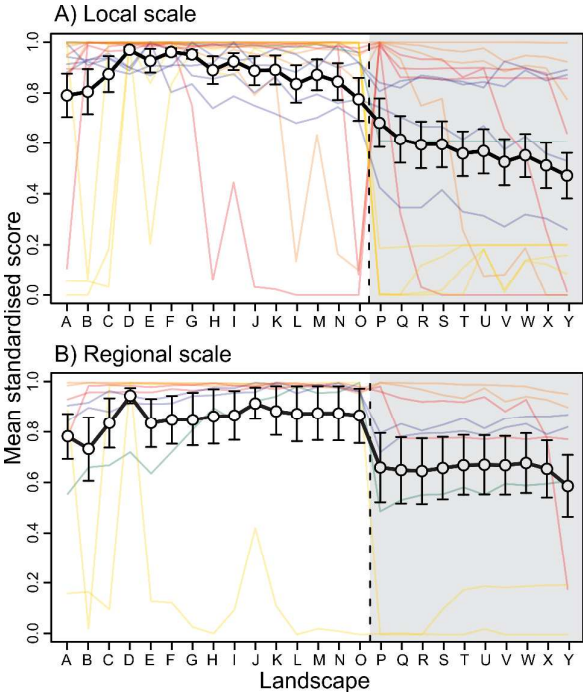 A) Local scale
1.0
0.8
0.6
0.4
0.2
0.0
A B C D E F G H I J K L M N O P Q R S T U V W X Y
B) Regional scale
Mean standardised score
1.0
0.8
0.6
0.4
0.2
0.0
A B C D E F G H I J K L M N O P Q R S T U V W X Y
Landscape